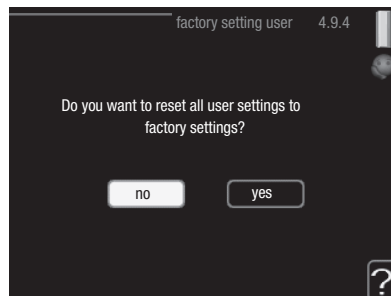 factory setting user 4.9.4
Do you want to reset all user settings to
factory settings?
no yes
?